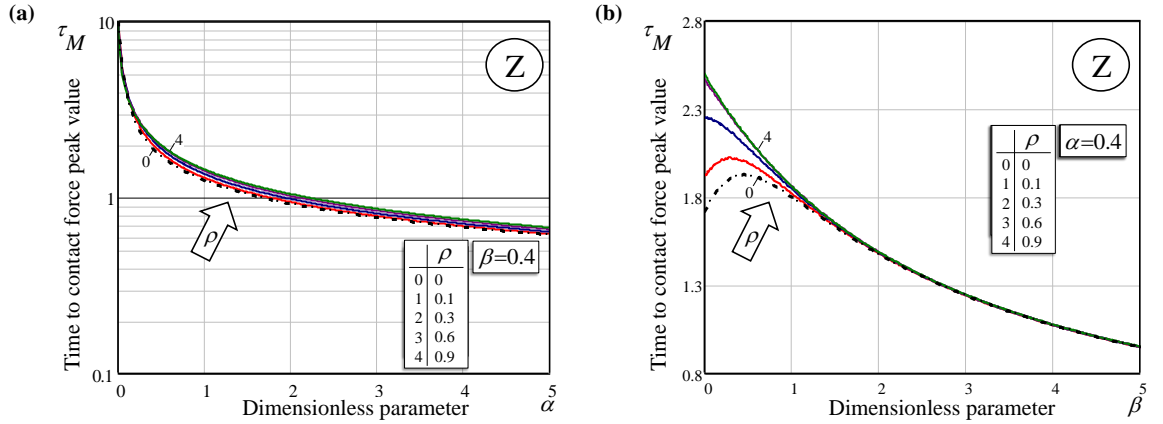 (a)
τM
Time to contact force peak value
10
1
0.1
Z
4
0
ρ
ρ
0 0
1 0.1
2 0.3
3 0.6
4 0.9
β=0.4
0 1 2 3 4 5
Dimensionless parameter α
(b)
τM
Time to contact force peak value
2.8
2.3
1.8
1.3
0.8
Z
4
0
ρ
ρ
0 0
1 0.1
2 0.3
3 0.6
4 0.9
α=0.4
0 1 2 3 4 5
Dimensionless parameter β